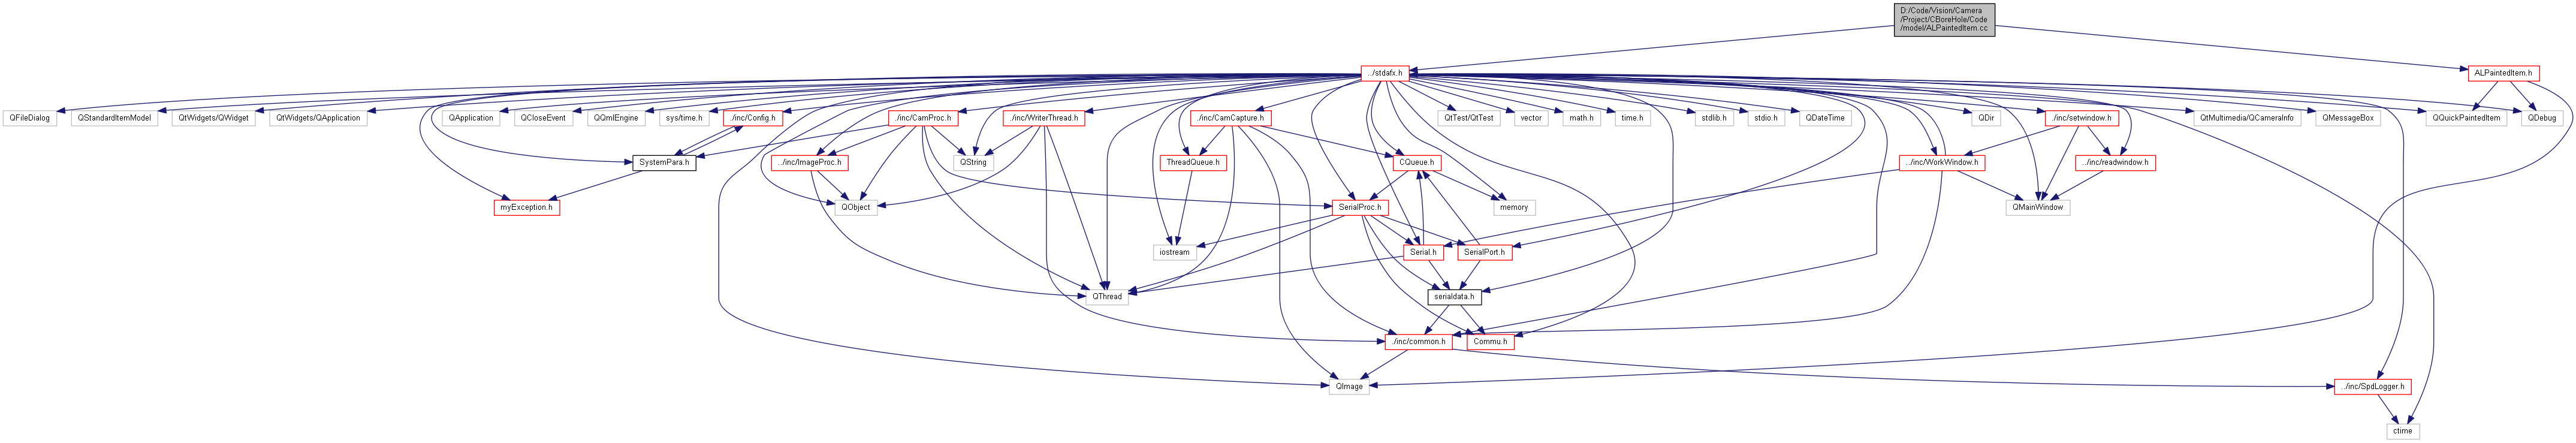 D:/Code/Vision/Camera
/Project/CBoreHole/Code
/model/ALPaintedItem.cc
../stdafx.h
ALPaintedItem.h
QFileDialog
QStandardItemModel
QtWidgets/QWidget
QtWidgets/QApplication
QApplication
QCloseEvent
QQmlEngine
sys/time.h
./inc/Config.h
./inc/CamProc.h
./inc/WriterThread.h
./inc/CamCapture.h
QtTest/QtTest
vector
math.h
time.h
stdlib.h
stdio.h
QDateTime
QDir
./inc/setwindow.h
QtMultimedia/QCameraInfo
QMessageBox
QQuickPaintedItem
QDebug
SystemPara.h
../inc/ImageProc.h
QString
ThreadQueue.h
CQueue.h
../inc/WorkWindow.h
../inc/readwindow.h
myException.h
QObject
SerialProc.h
memory
QMainWindow
iostream
Serial.h
SerialPort.h
QThread
serialdata.h
./inc/common.h
Commu.h
QImage
../inc/SpdLogger.h
ctime